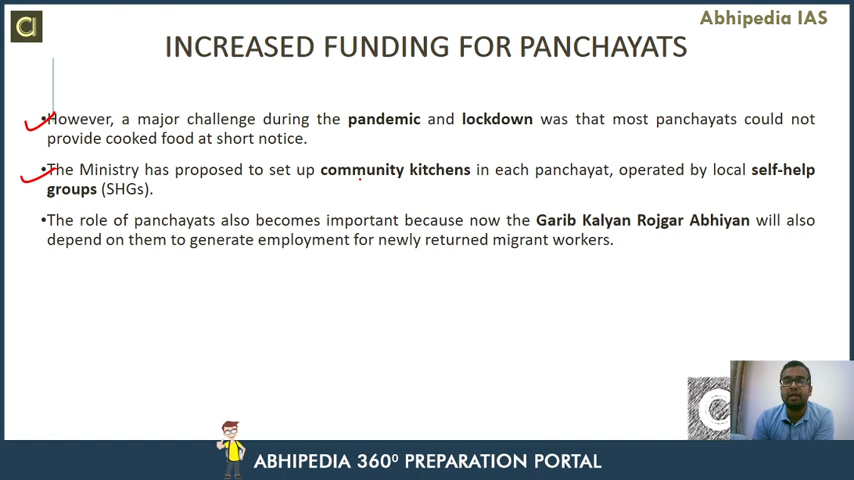 Abhipedia IAS
INCREASED FUNDING FOR PANCHAYATS
•However, a major challenge during the pandemic and lockdown was that most panchayats could not
provide cooked food at short notice.
•The Ministry has proposed to set up community kitchens in each panchayat, operated by local self-help
groups (SHGs).
•The role of panchayats also becomes important because now the Garib Kalyan Rojgar Abhiyan will also
depend on them to generate employment for newly returned migrant workers.
ABHIPEDIA 360⁰ PREPARATION PORTAL